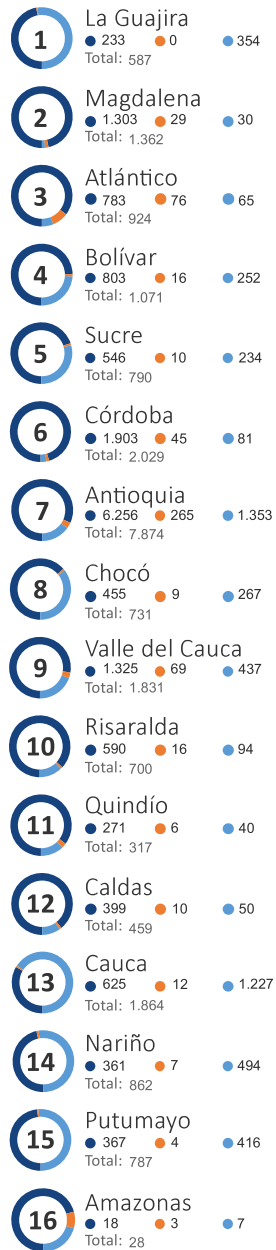 1
La Guajira
233 0 354
Total: 587
2
Magdalena
1.303 29 30
Total: 1.362
3
Atlántico
783 76 65
Total: 924
4
Bolívar
803 16 252
Total: 1.071
5
Sucre
546 10 234
Total: 790
6
Córdoba
1.903 45 81
Total: 2.029
7
Antioquia
6.256 265 1.353
Total: 7.874
8
Chocó
455 9 267
Total: 731
9
Valle del Cauca
1.325 69 437
Total: 1.831
10
Risaralda
590 16 94
Total: 700
11
Quindío
271 6 40
Total: 317
12
Caldas
399 10 50
Total: 459
13
Cauca
625 12 1.227
Total: 1.864
14
Nariño
361 7 494
Total: 862
15
Putumayo
367 4 416
Total: 787
16
Amazonas
18 3 7
Total: 28